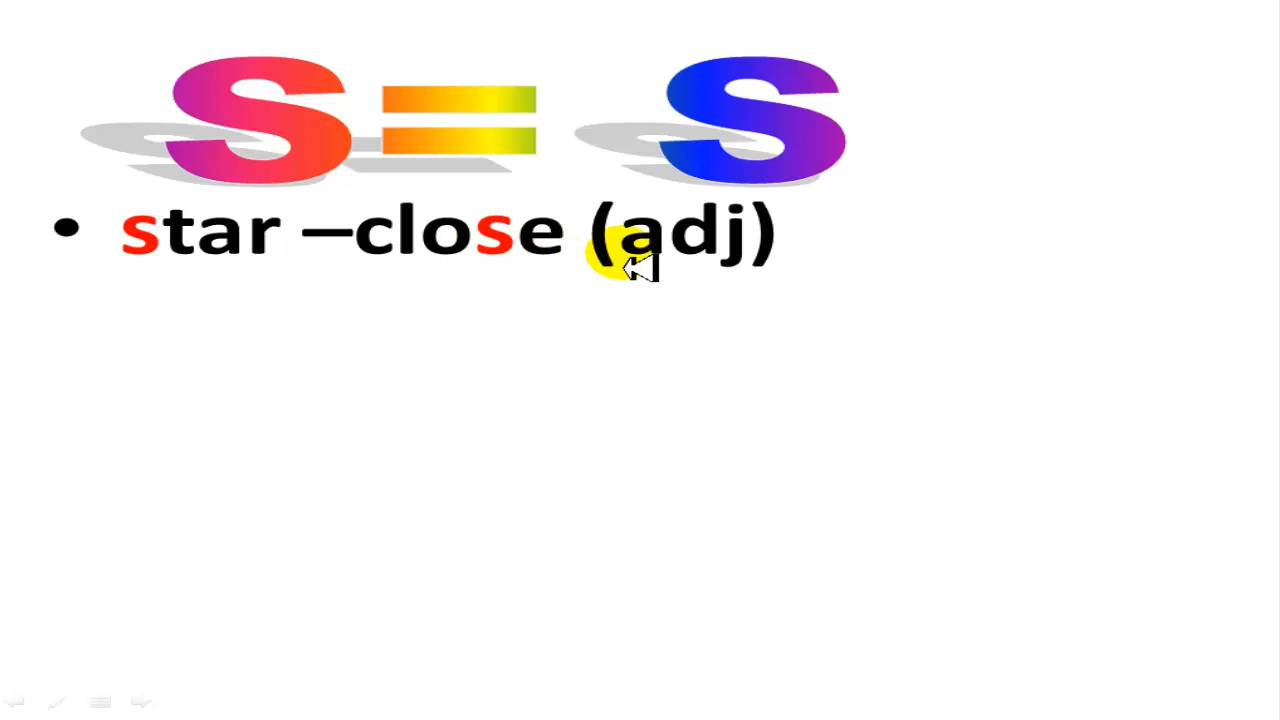 S= S
• star –close (adj)